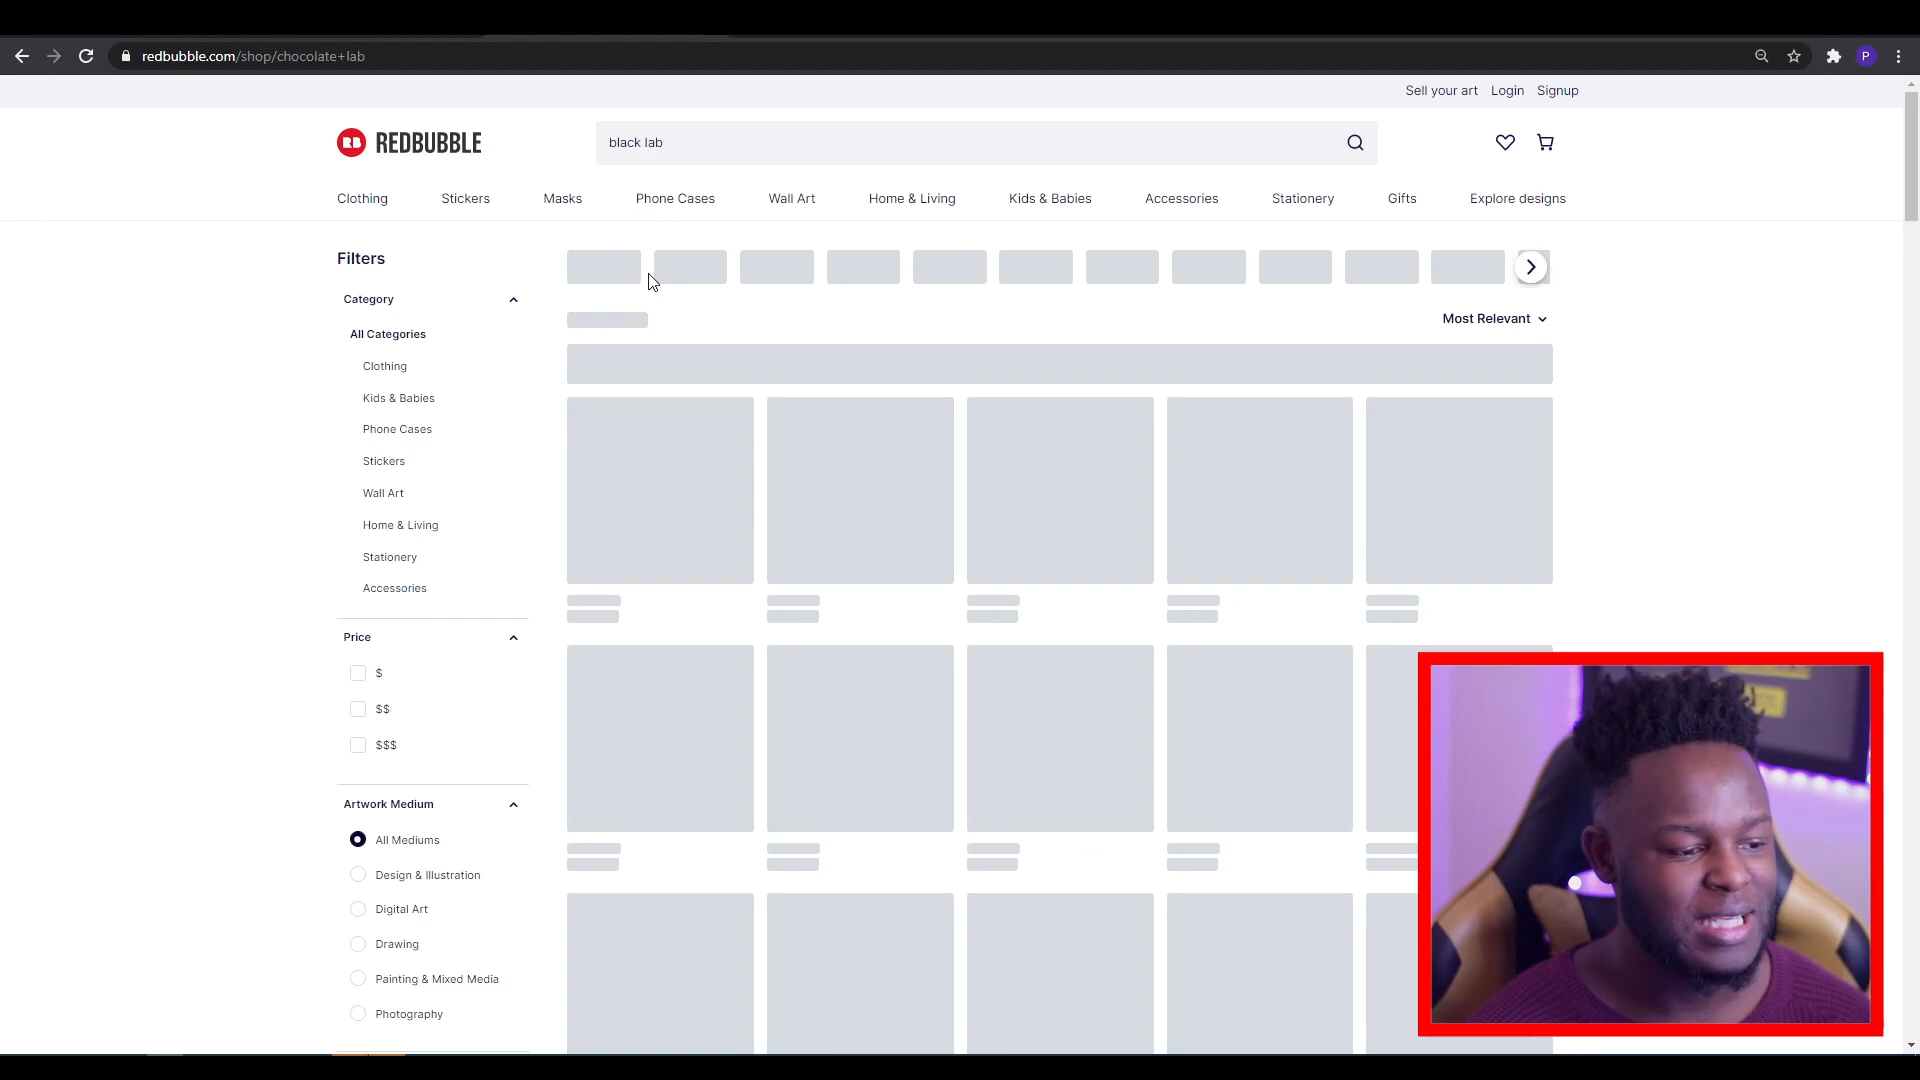 redbubble.com/shop/chocolate+lab
P
Sell your art Login Signup
RB REDBUBBLE
black lab
Clothing Stickers Masks Phone Cases Wall Art Home & Living Kids & Babies Accessories Stationery Gifts Explore designs
Filters
Category
All Categories
Clothing
Kids & Babies
Phone Cases
Stickers
Wall Art
Home & Living
Stationery
Accessories
Most Relevant
Price
$
$$
$$$
Artwork Medium
All Mediums
Design & Illustration
Digital Art
Drawing
Painting & Mixed Media
Photography